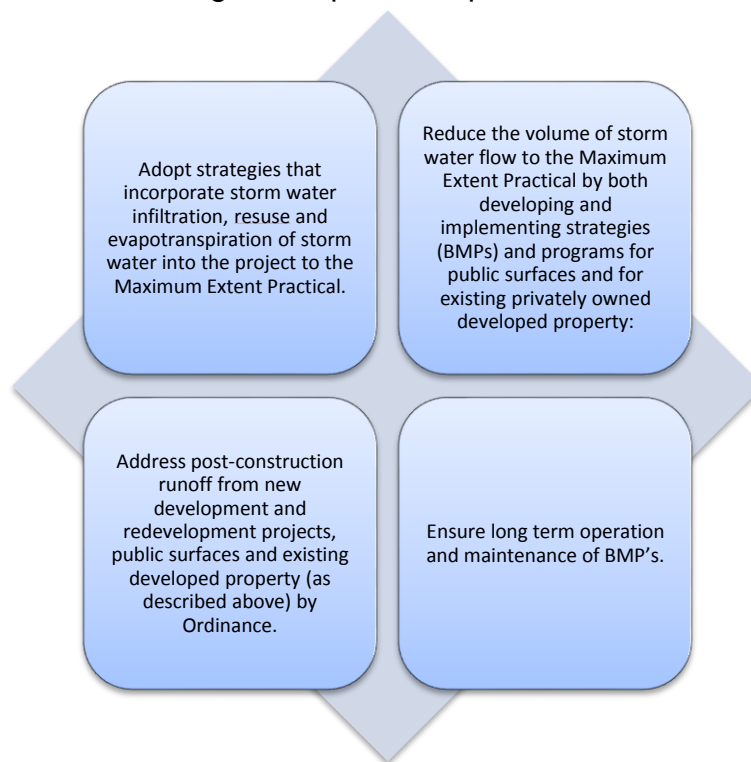 Adopt strategies that
incorporate storm water
infiltration, resuse and
evapotranspiration of storm
water into the project to the
Maximum Extent Practical.
Reduce the volume of storm
water flow to the Maximum
Extent Practical by both
developing and
implementing strategies
(BMPs) and programs for
public surfaces and for
existing privately owned
developed property:
Address post-construction
runoff from new
development and
redevelopment projects,
public surfaces and existing
developed property (as
described above) by
Ordinance.
Ensure long term operation
and maintenance of BMP's.